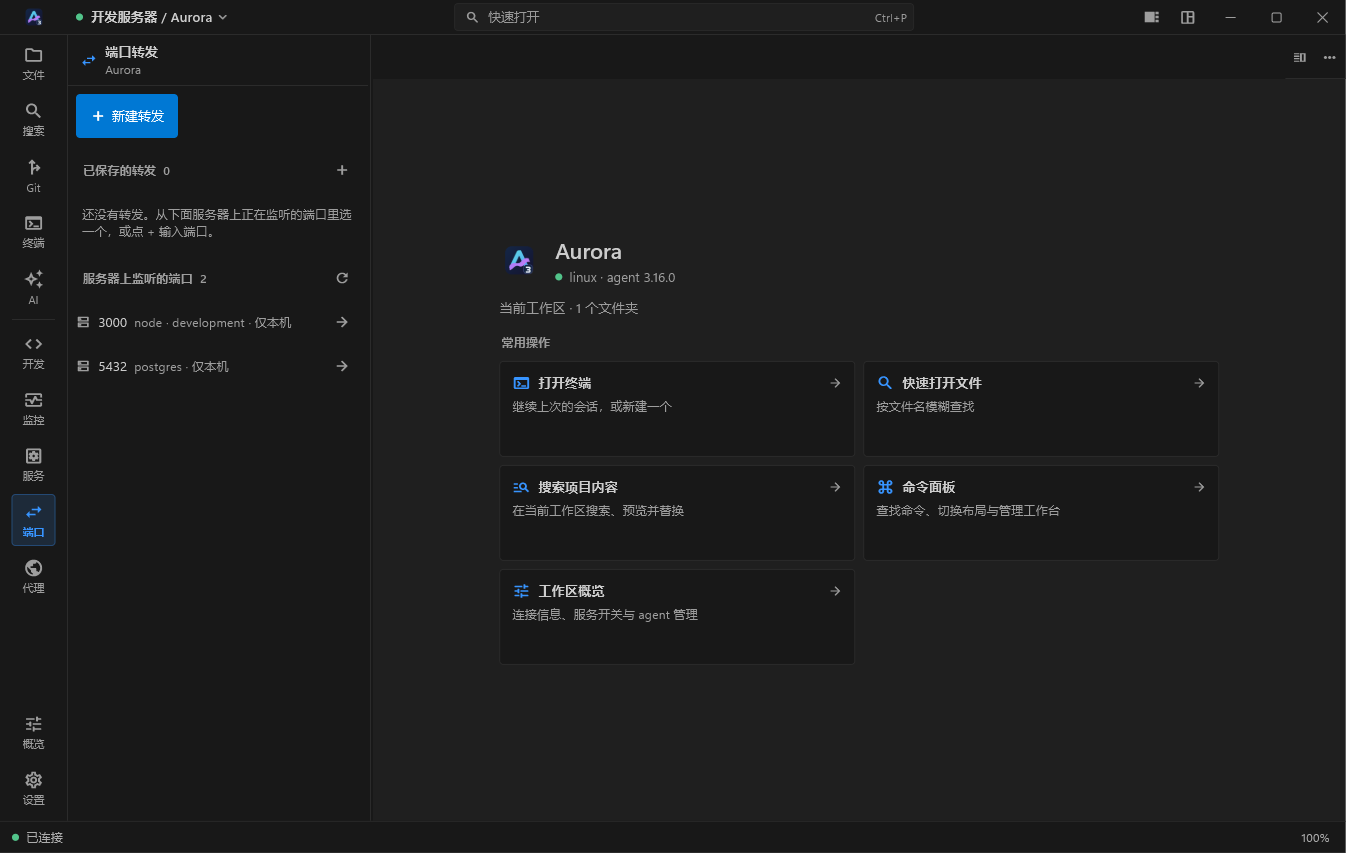 开发服务器 / Aurora
快速打开
Ctrl+P
文件
搜索
Git
终端
AI
开发
监控
服务
端口
代理
概览
设置
端口转发
Aurora
+ 新建转发
已保存的转发 0
还没有转发。从下面服务器上正在监听的端口里选
一个，或点 + 输入端口。
服务器上监听的端口 2
3000 node · development · 仅本机
5432 postgres · 仅本机
Aurora
linux · agent 3.16.0
当前工作区 · 1 个文件夹
常用操作
打开终端
继续上次的会话，或新建一个
快速打开文件
按文件名模糊查找
搜索项目内容
在当前工作区搜索、预览并替换
命令面板
查找命令、切换布局与管理工作台
工作区概览
连接信息、服务开关与 agent 管理
已连接
100%